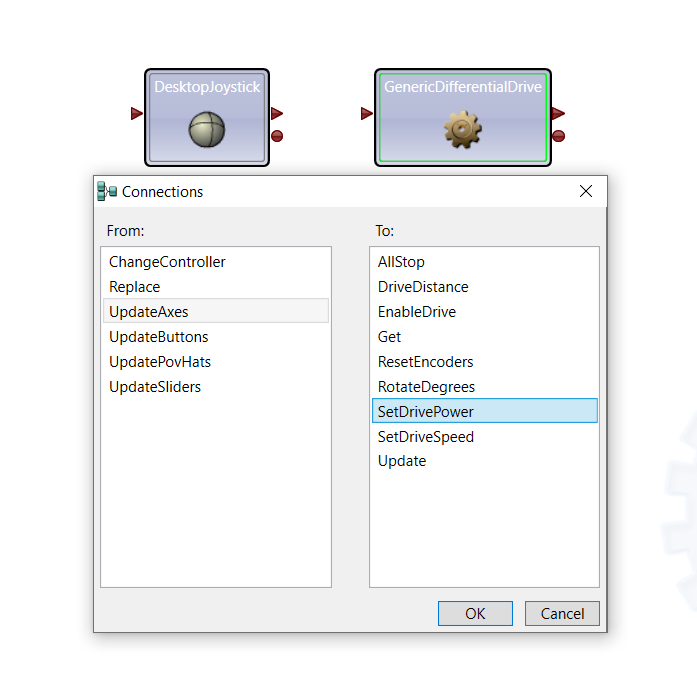 DesktopJoystick
GenericDifferentialDrive
Connections
From:
ChangeController
Replace
UpdateAxes
UpdateButtons
UpdatePovHats
UpdateSliders
To:
AllStop
DriveDistance
EnableDrive
Get
ResetEncoders
RotateDegrees
SetDrivePower
SetDriveSpeed
Update
OK
Cancel